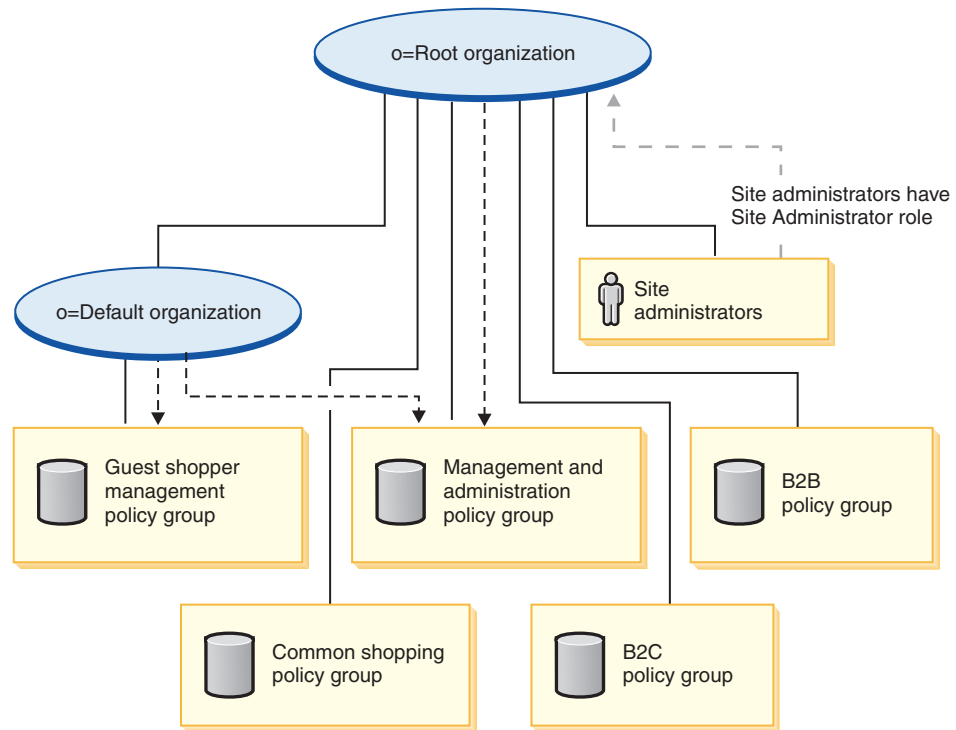 o=Root organization
Site administrators have
Site Administrator role
Site
administrators
o=Default organization
Guest shopper
management
policy group
Management and
administration
policy group
B2B
policy group
Common shopping
policy group
B2C
policy group